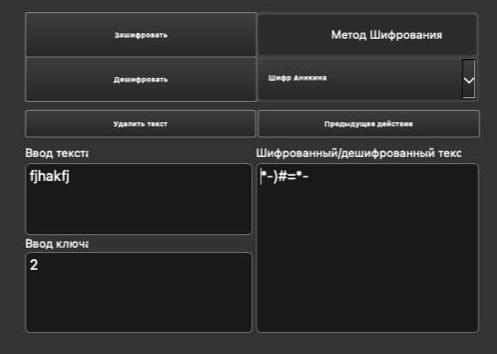 Зашифровать
Метод Шифрования
Дешифровать
Шифр Аникина
Удалить текст
Предыдущее действие
Ввод текста
Шифрованный/дешифрованный текс
fjhakfj
*-)#=*-
Ввод ключа
2